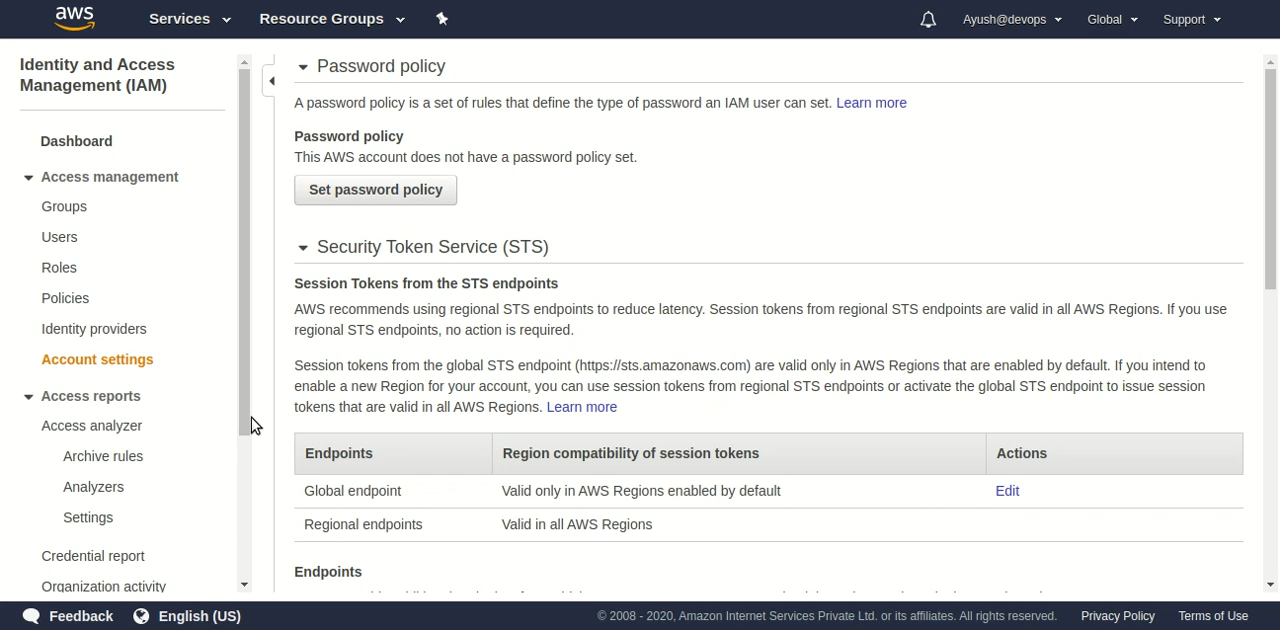 aws
Services
Resource Groups
Ayush@devops
Global
Support
Identity and Access
Management (IAM)
Dashboard
Access management
Groups
Users
Roles
Policies
Identity providers
Account settings
Access reports
Access analyzer
Archive rules
Analyzers
Settings
Credential report
Organization activity
Password policy
A password policy is a set of rules that define the type of password an IAM user can set. Learn more
Password policy
This AWS account does not have a password policy set.
Set password policy
Security Token Service (STS)
Session Tokens from the STS endpoints
AWS recommends using regional STS endpoints to reduce latency. Session tokens from regional STS endpoints are valid in all AWS Regions. If you use
regional STS endpoints, no action is required.
Session tokens from the global STS endpoint (https://sts.amazonaws.com) are valid only in AWS Regions that are enabled by default. If you intend to
enable a new Region for your account, you can use session tokens from regional STS endpoints or activate the global STS endpoint to issue session
tokens that are valid in all AWS Regions. Learn more
Endpoints Region compatibility of session tokens Actions
Global endpoint Valid only in AWS Regions enabled by default Edit
Regional endpoints Valid in all AWS Regions
Endpoints
Feedback
English (US)
© 2008 - 2020, Amazon Internet Services Private Ltd. or its affiliates. All rights reserved.
Privacy Policy
Terms of Use